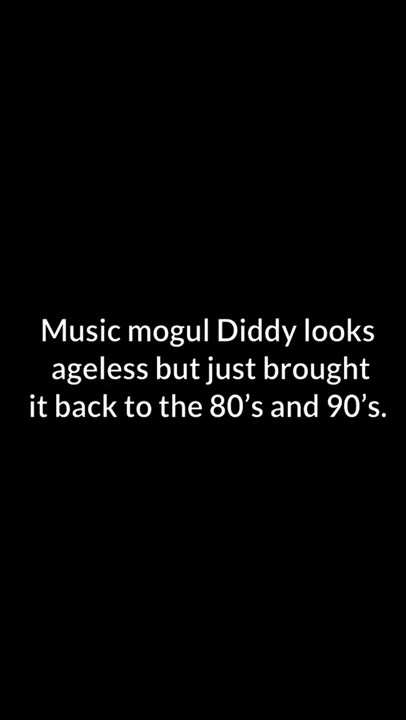 Music mogul Diddy looks
ageless but just brought
it back to the 80’s and 90’s.